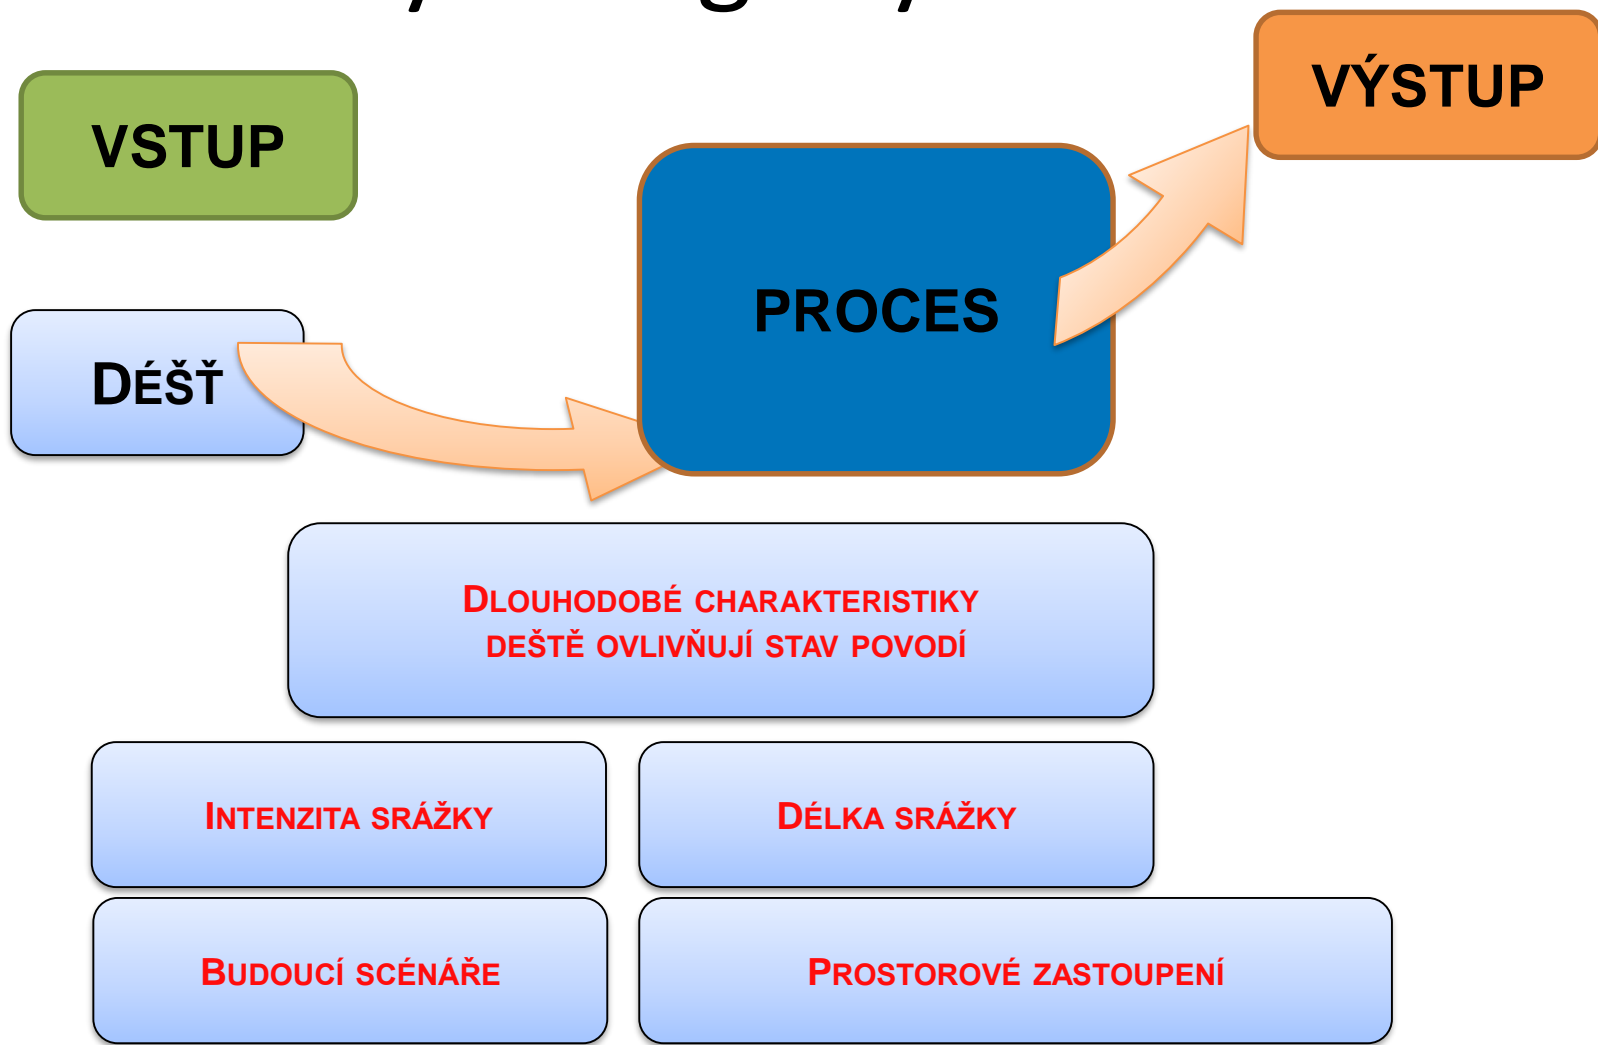 VÝSTUP
VSTUP
PROCES
DÉŠŤ
DLOUHODOBÉ CHARAKTERISTIKY
DEŠTĚ OVLIVŇUJÍ STAV POVODÍ
INTENZITA SRÁŽKY
DÉLKA SRÁŽKY
BUDOUCÍ SCÉNÁŘE
PROSTOROVÉ ZASTOUPENÍ